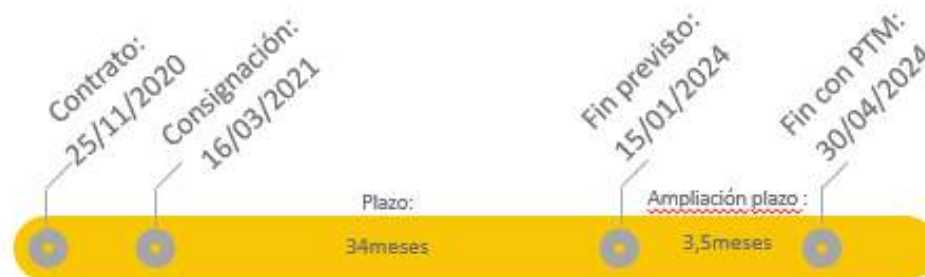 Contrato:
25/11/2020
Consignación:
16/03/2021
Fin previsto:
15/01/2024
Fin con PTM:
30/04/2024
Plazo:
34meses
Ampliación plazo :
3,5meses